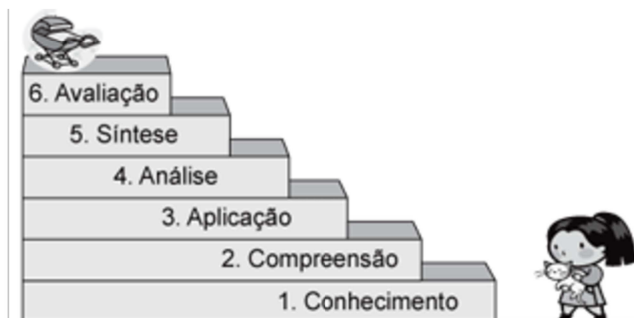 6. Avaliação
5. Síntese
4. Análise
3. Aplicação
2. Compreensão
1. Conhecimento